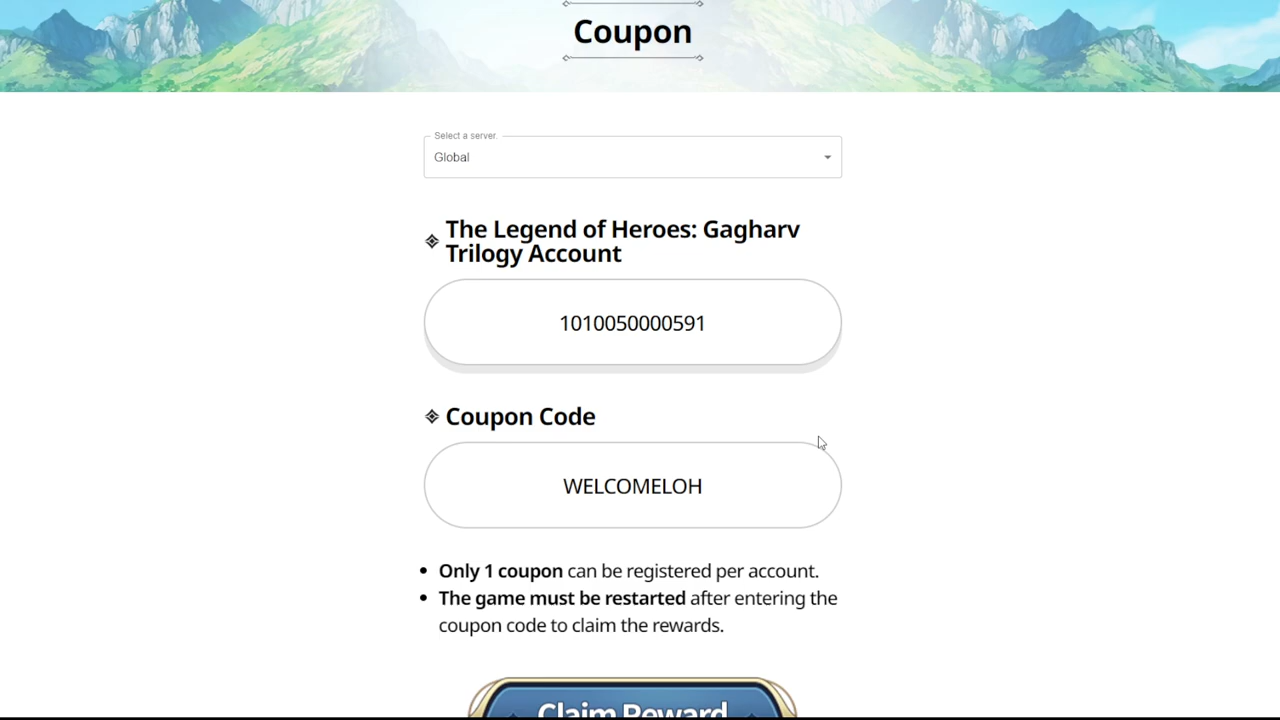 Coupon
Select a server.
Global
The Legend of Heroes: Gagharv
Trilogy Account
1010050000591
Coupon Code
WELCOMELOH
Only 1 coupon can be registered per account.
The game must be restarted after entering the
coupon code to claim the rewards.
Claim Reward